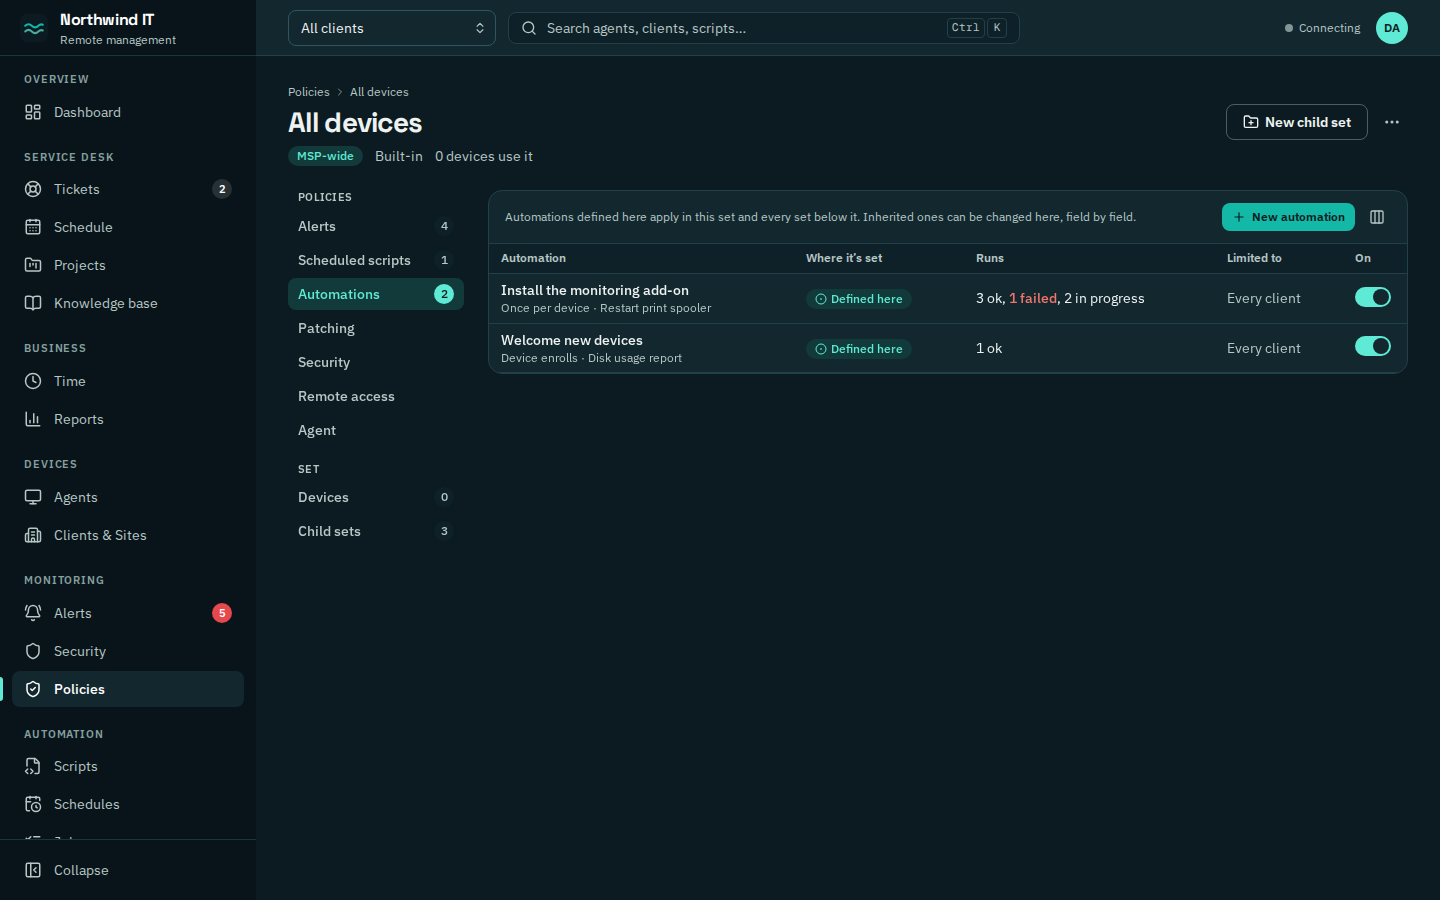 Northwind IT
Remote management
All clients
Search agents, clients, scripts...
Ctrl K
Connecting
DA
OVERVIEW
Dashboard
SERVICE DESK
Tickets 2
Schedule
Projects
Knowledge base
BUSINESS
Time
Reports
DEVICES
Agents
Clients & Sites
MONITORING
Alerts 5
Security
Policies
AUTOMATION
Scripts
Schedules
Collapse
Policies > All devices
All devices
New child set
MSP-wide Built-in 0 devices use it
POLICIES
Alerts 4
Scheduled scripts 1
Automations 2
Patching
Security
Remote access
Agent
SET
Devices 0
Child sets 3
Automations defined here apply in this set and every set below it. Inherited ones can be changed here, field by field.
New automation
Automation Where it's set Runs Limited to On
Install the monitoring add-on
Once per device · Restart print spooler
Defined here
3 ok, 1 failed, 2 in progress
Every client
Welcome new devices
Device enrolls · Disk usage report
Defined here
1 ok
Every client